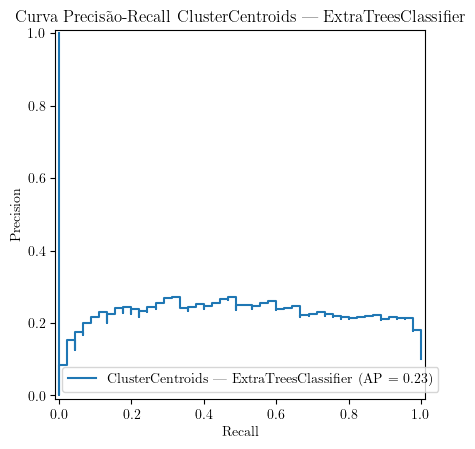 Curva Precisão-Recall ClusterCentroids — ExtraTreesClassifier
1.0
0.8
0.6
0.4
0.2
0.0
Precision
ClusterCentroids — ExtraTreesClassifier (AP = 0.23)
0.0 0.2 0.4 0.6 0.8 1.0
Recall